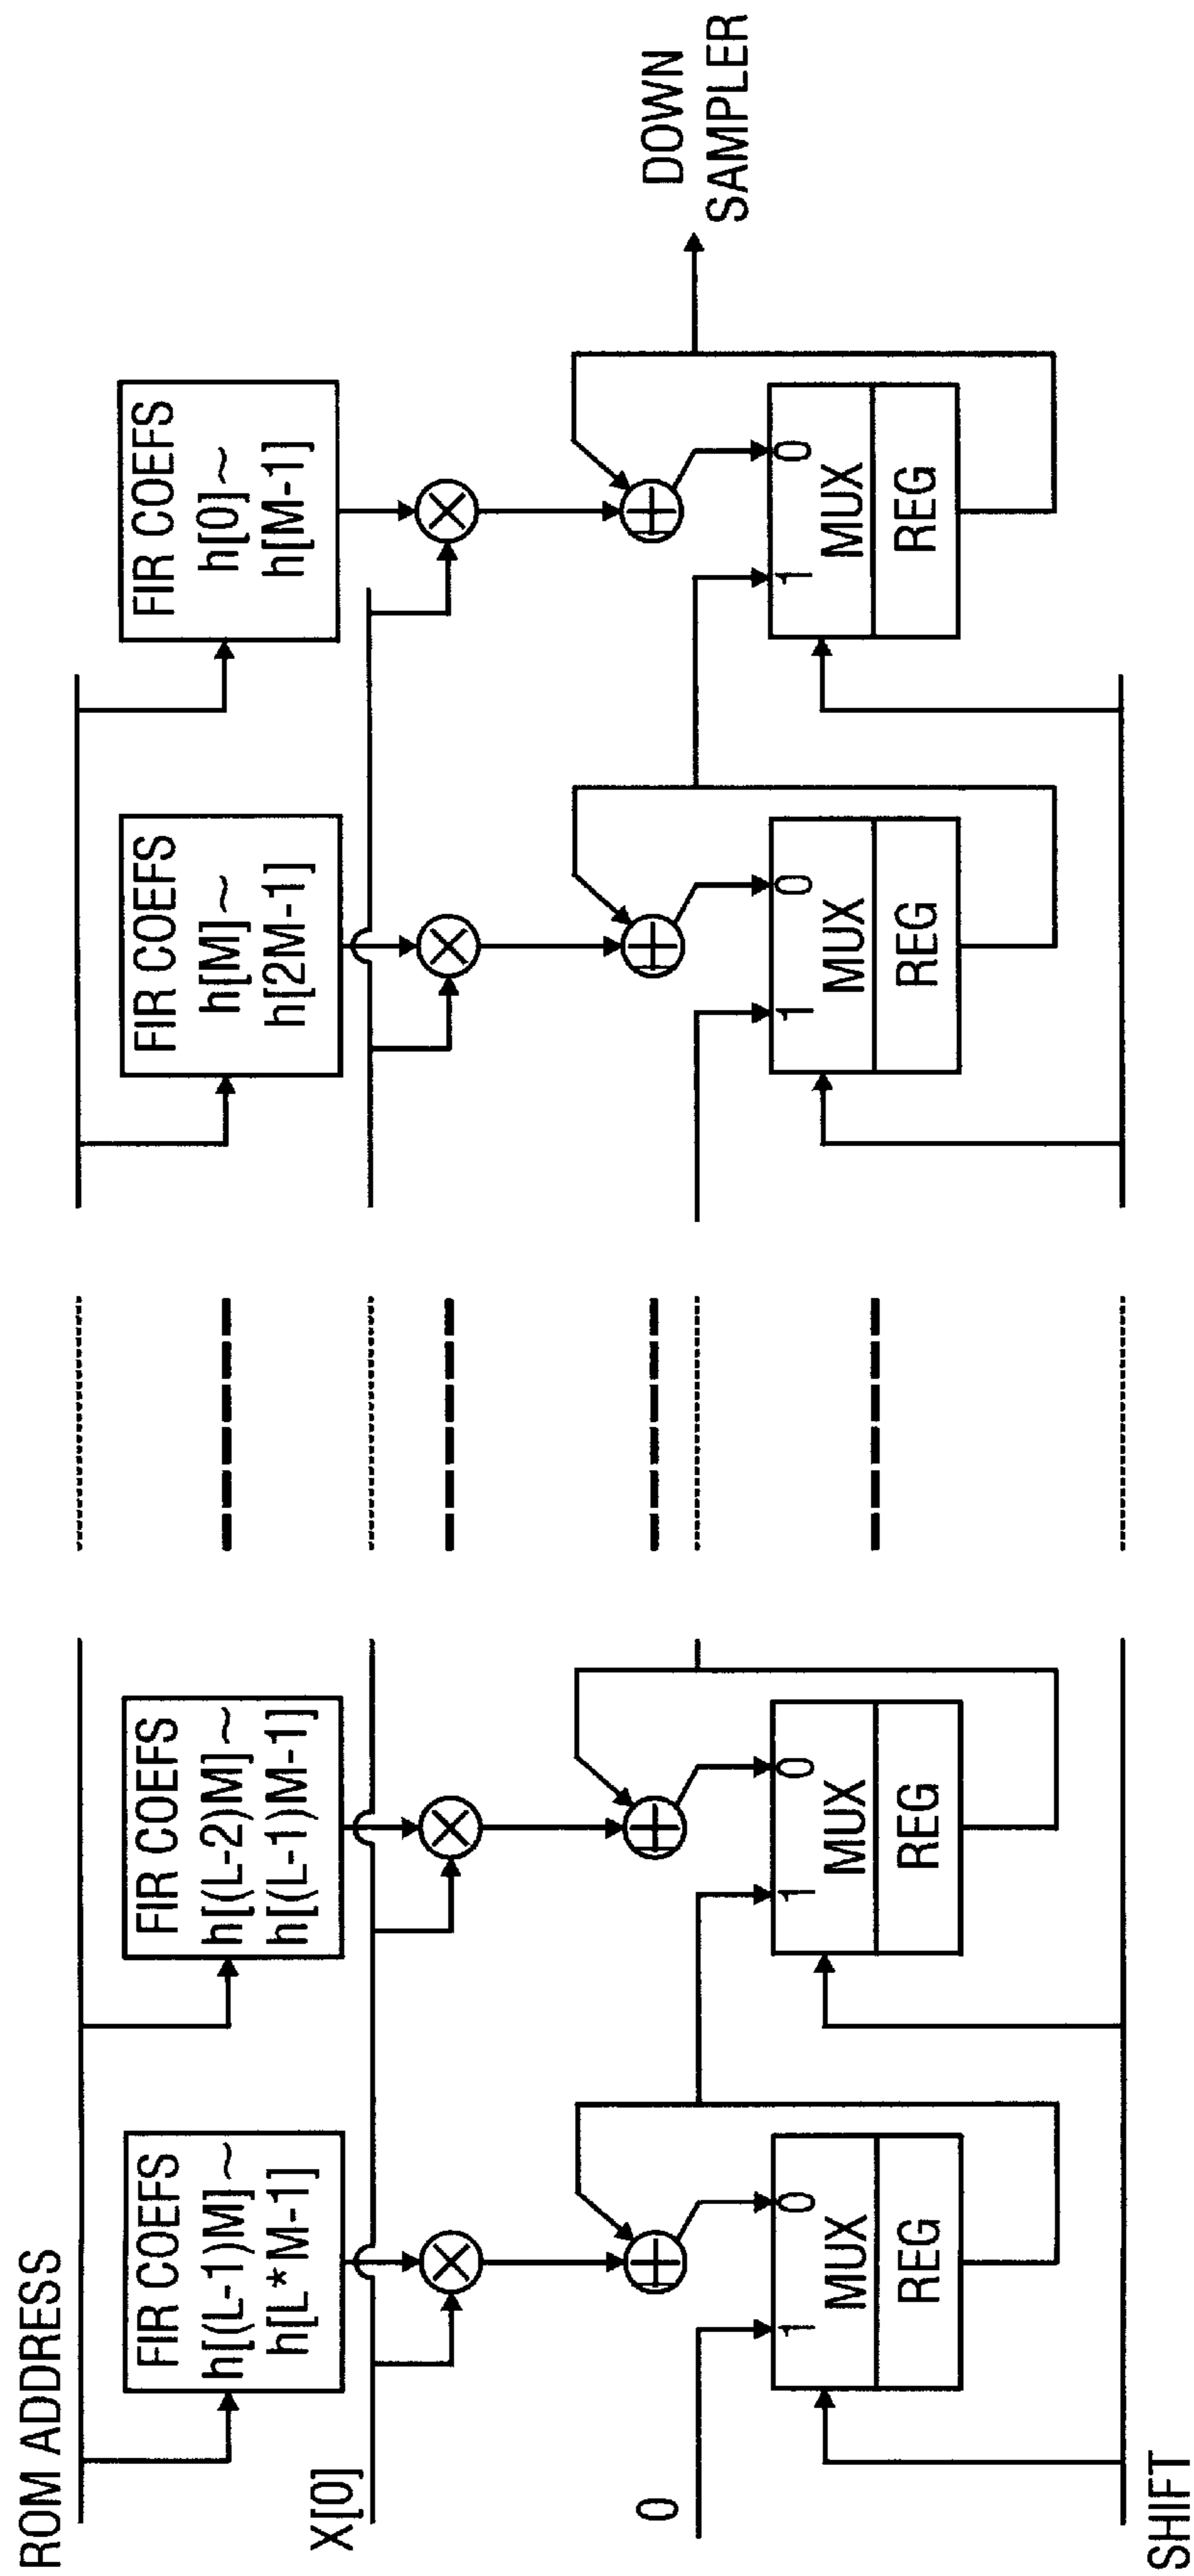 ROM ADDRESS
FIR COEFS
h[(L-1)M]~
h[L*M-1]
FIR COEFS
h[(L-2)M]~
h[(L-1)M-1]
FIR COEFS
h[M]~
h[2M-1]
FIR COEFS
h[0]~
h[M-1]
X[0]
DOWN
SAMPLER
0
1
0
MUX
REG
1
0
MUX
REG
1
0
MUX
REG
1
0
MUX
REG
SHIFT